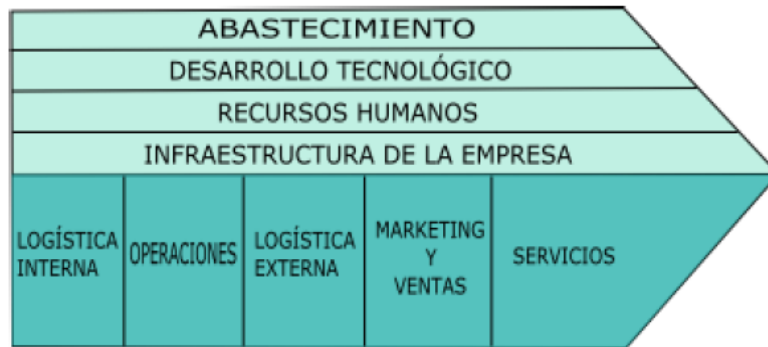 ABASTECIMIENTO
DESARROLLO TECNOLÓGICO
RECURSOS HUMANOS
INFRAESTRUCTURA DE LA EMPRESA
LOGÍSTICA
INTERNA
OPERACIONES
LOGÍSTICA
EXTERNA
MARKETING
Y
VENTAS
SERVICIOS